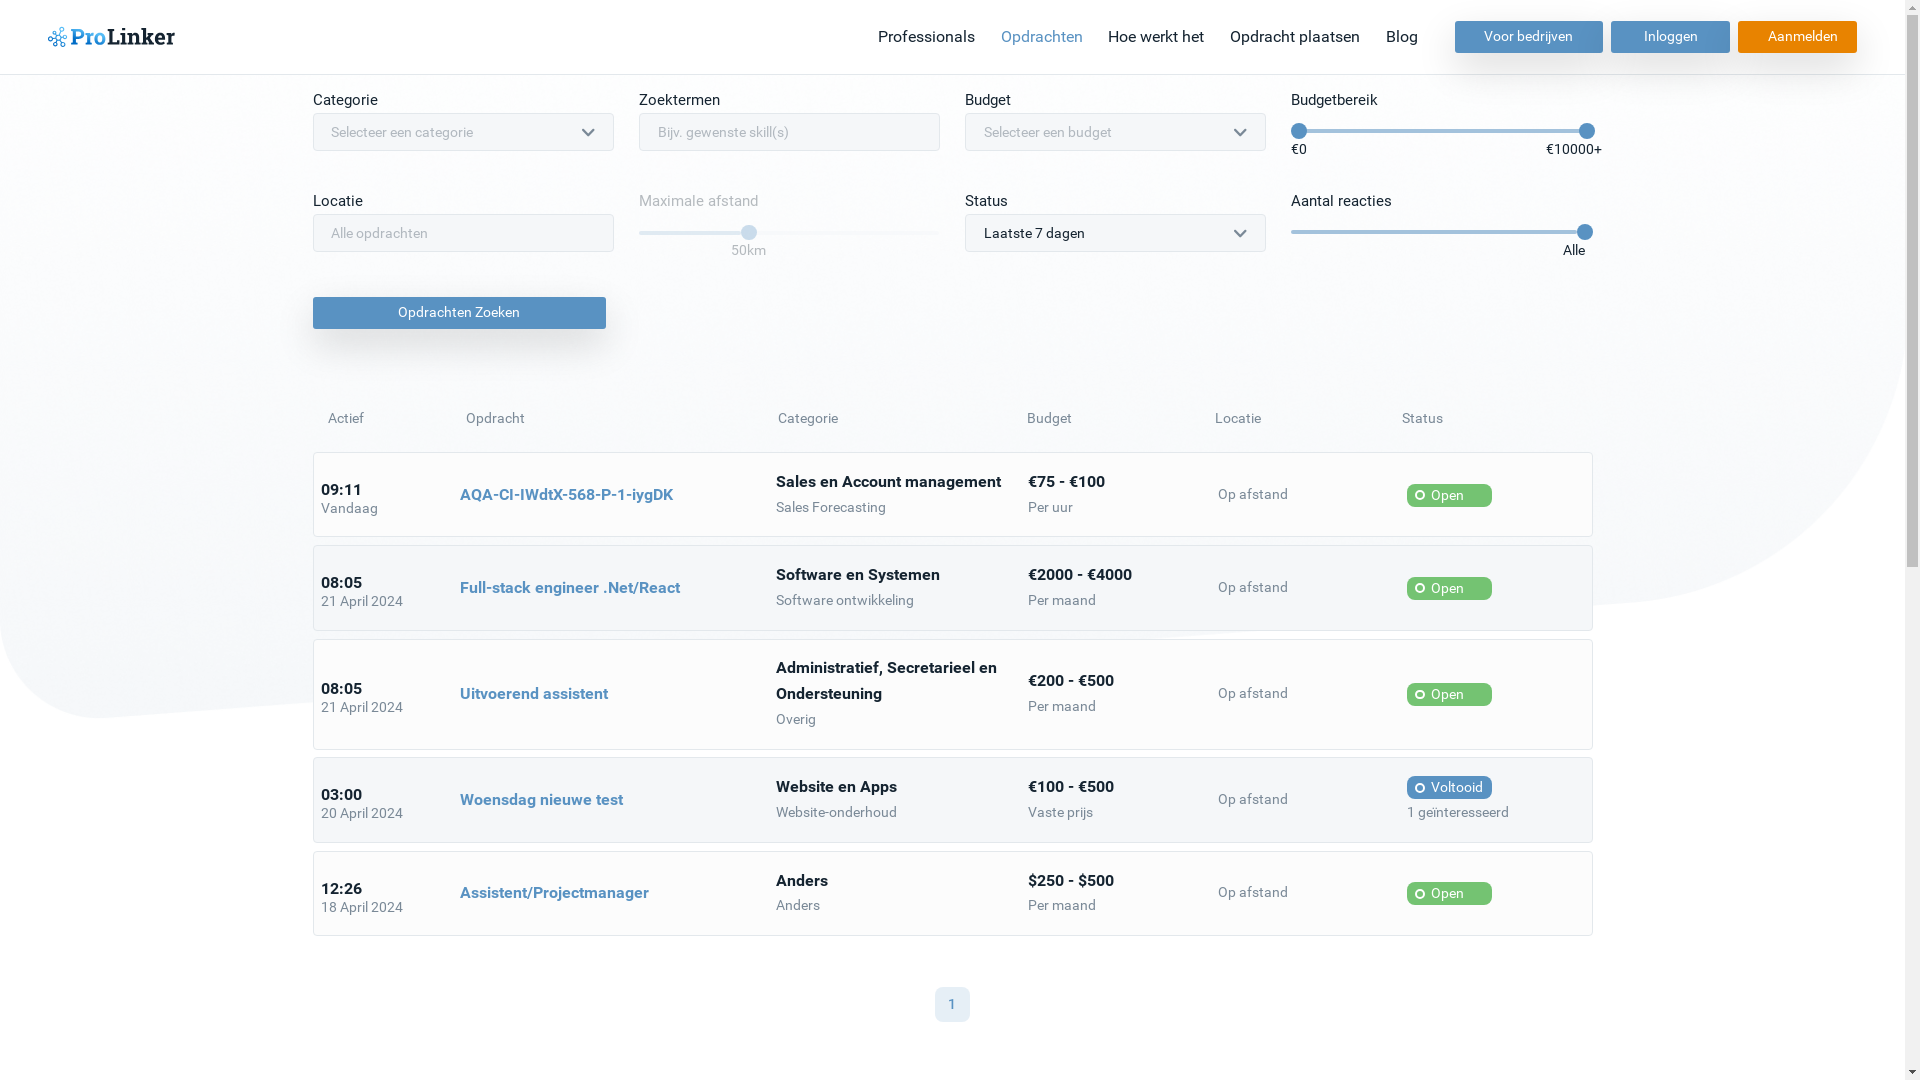 ProLinker
Professionals Opdrachten Hoe werkt het Opdracht plaatsen Blog Voor bedrijven Inloggen Aanmelden
Categorie Zoektermen Budget Budgetbereik
Selecteer een categorie Bijv. gewenste skill(s) Selecteer een budget
€0 €10000+
Locatie Maximale afstand Status Aantal reacties
Alle opdrachten Laatste 7 dagen
50km Alle
Opdrachten Zoeken
Actief Opdracht Categorie Budget Locatie Status
09:11
Vandaag
AQA-CI-IWdtX-568-P-1-iygDK
Sales en Account management
Sales Forecasting
€75 - €100
Per uur
Op afstand
Open
08:05
21 April 2024
Full-stack engineer .Net/React
Software en Systemen
Software ontwikkeling
€2000 - €4000
Per maand
Op afstand
Open
08:05
21 April 2024
Uitvoerend assistent
Administratief, Secretarieel en
Ondersteuning
Overig
€200 - €500
Per maand
Op afstand
Open
03:00
20 April 2024
Woensdag nieuwe test
Website en Apps
Website-onderhoud
€100 - €500
Vaste prijs
Op afstand
Voltooid
1 geïnteresseerd
12:26
18 April 2024
Assistent/Projectmanager
Anders
Anders
$250 - $500
Per maand
Op afstand
Open
1